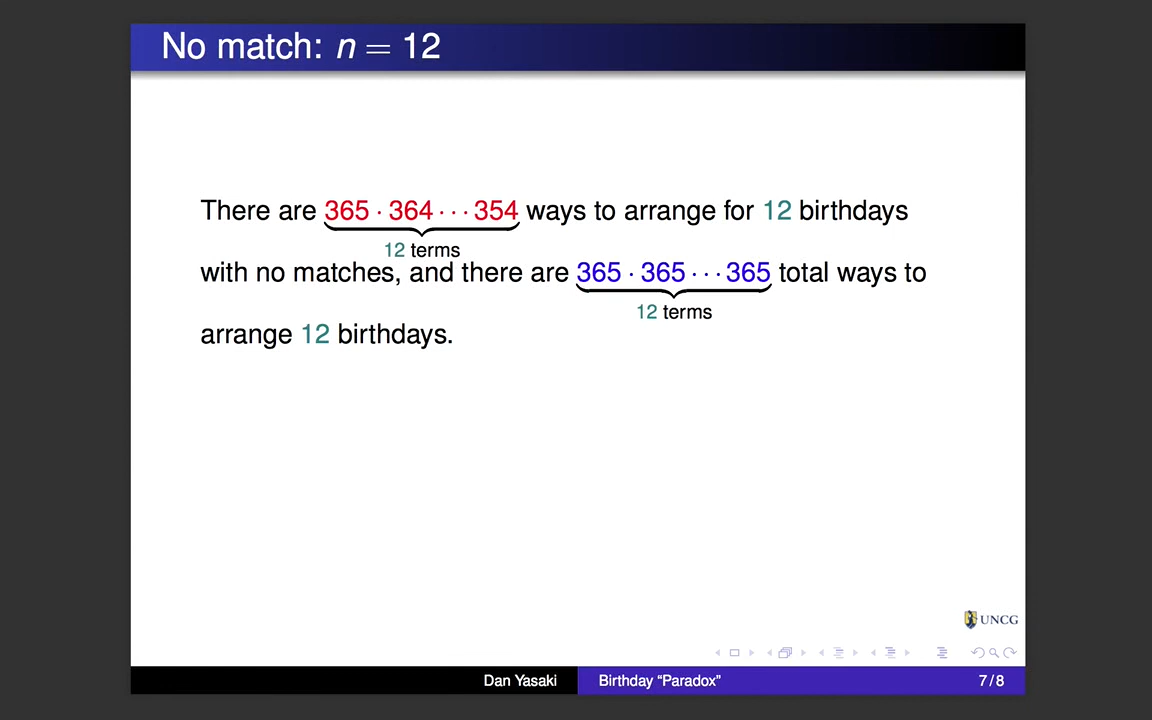 No match: n = 12
There are 365 · 364 ··· 354 ways to arrange for 12 birthdays
12 terms
with no matches, and there are 365 · 365 ··· 365 total ways to
12 terms
arrange 12 birthdays.
UNCG
Dan Yasaki Birthday “Paradox” 7/8